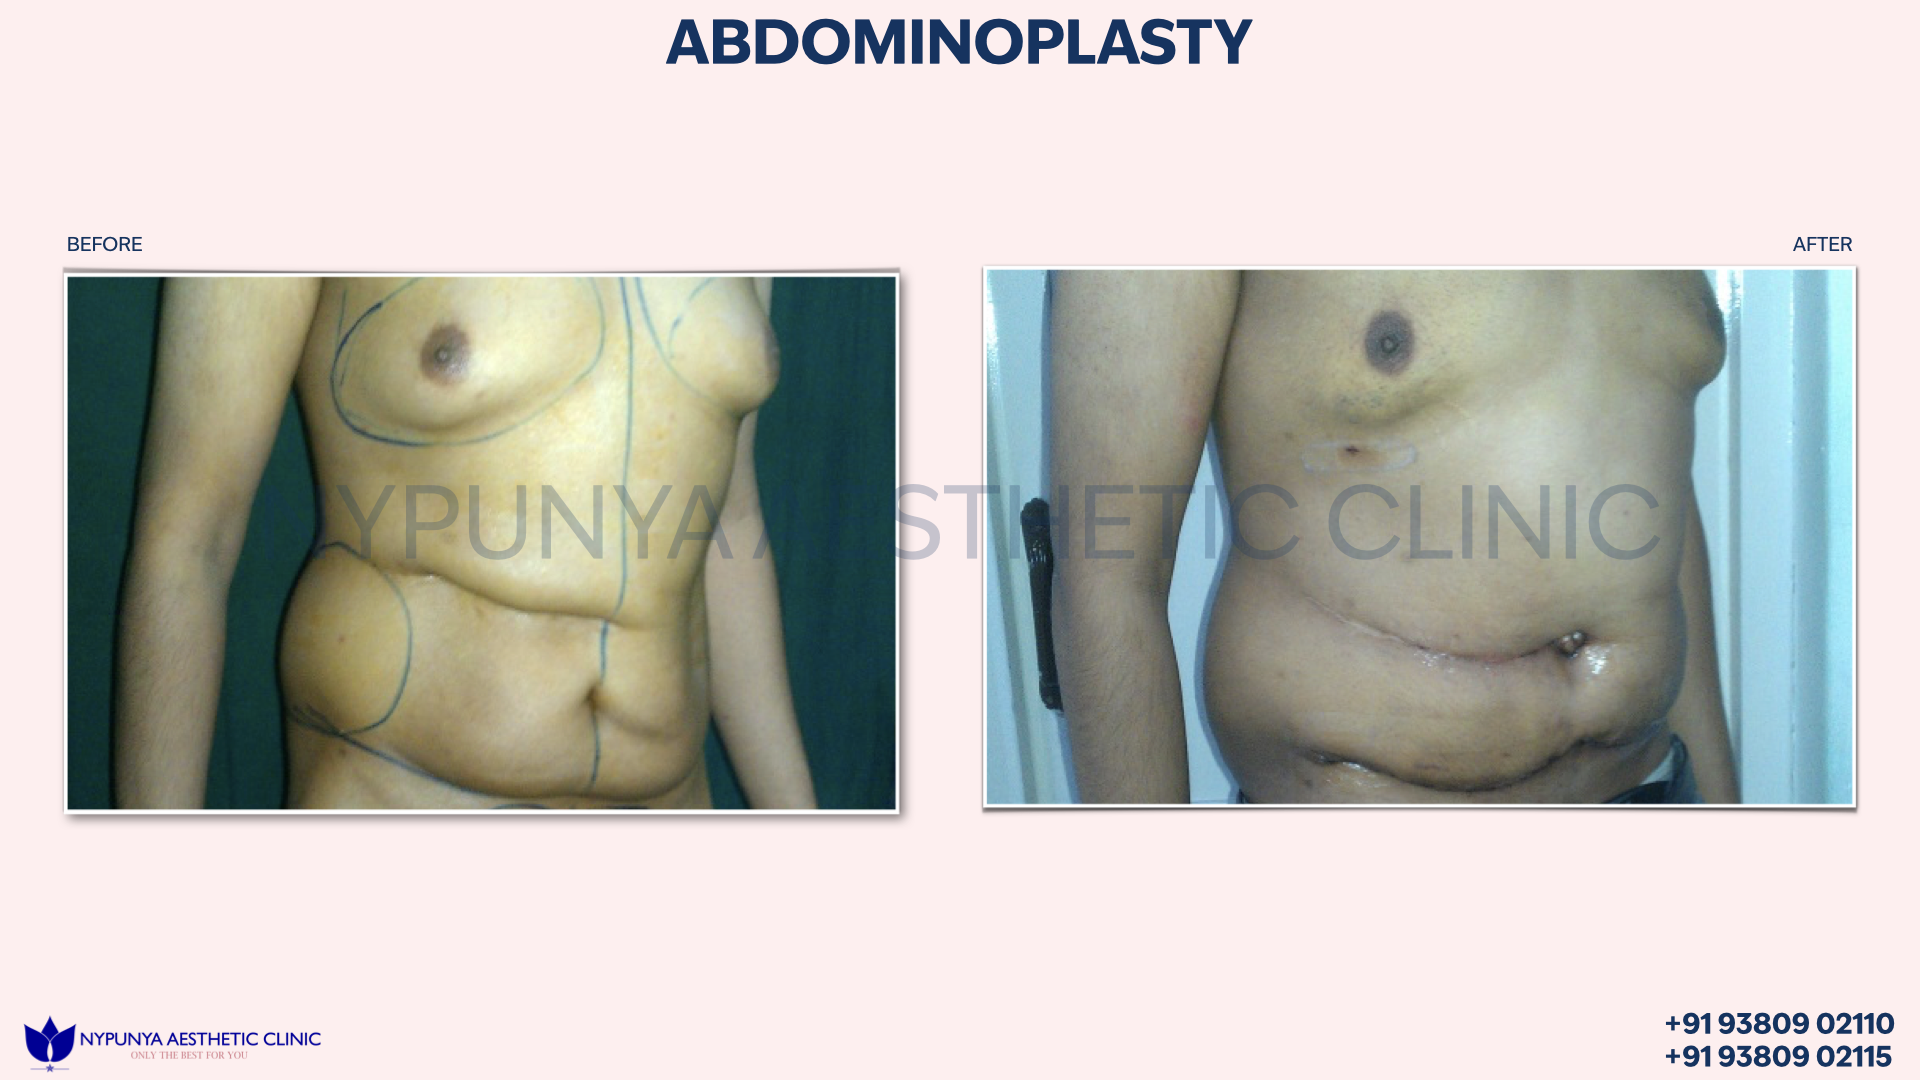 ABDOMINOPLASTY
BEFORE
AFTER
NYPUNYA AESTHETIC CLINIC
NYPUNYA AESTHETIC CLINIC
ONLY THE BEST FOR YOU
+91 93809 02110
+91 93809 02115